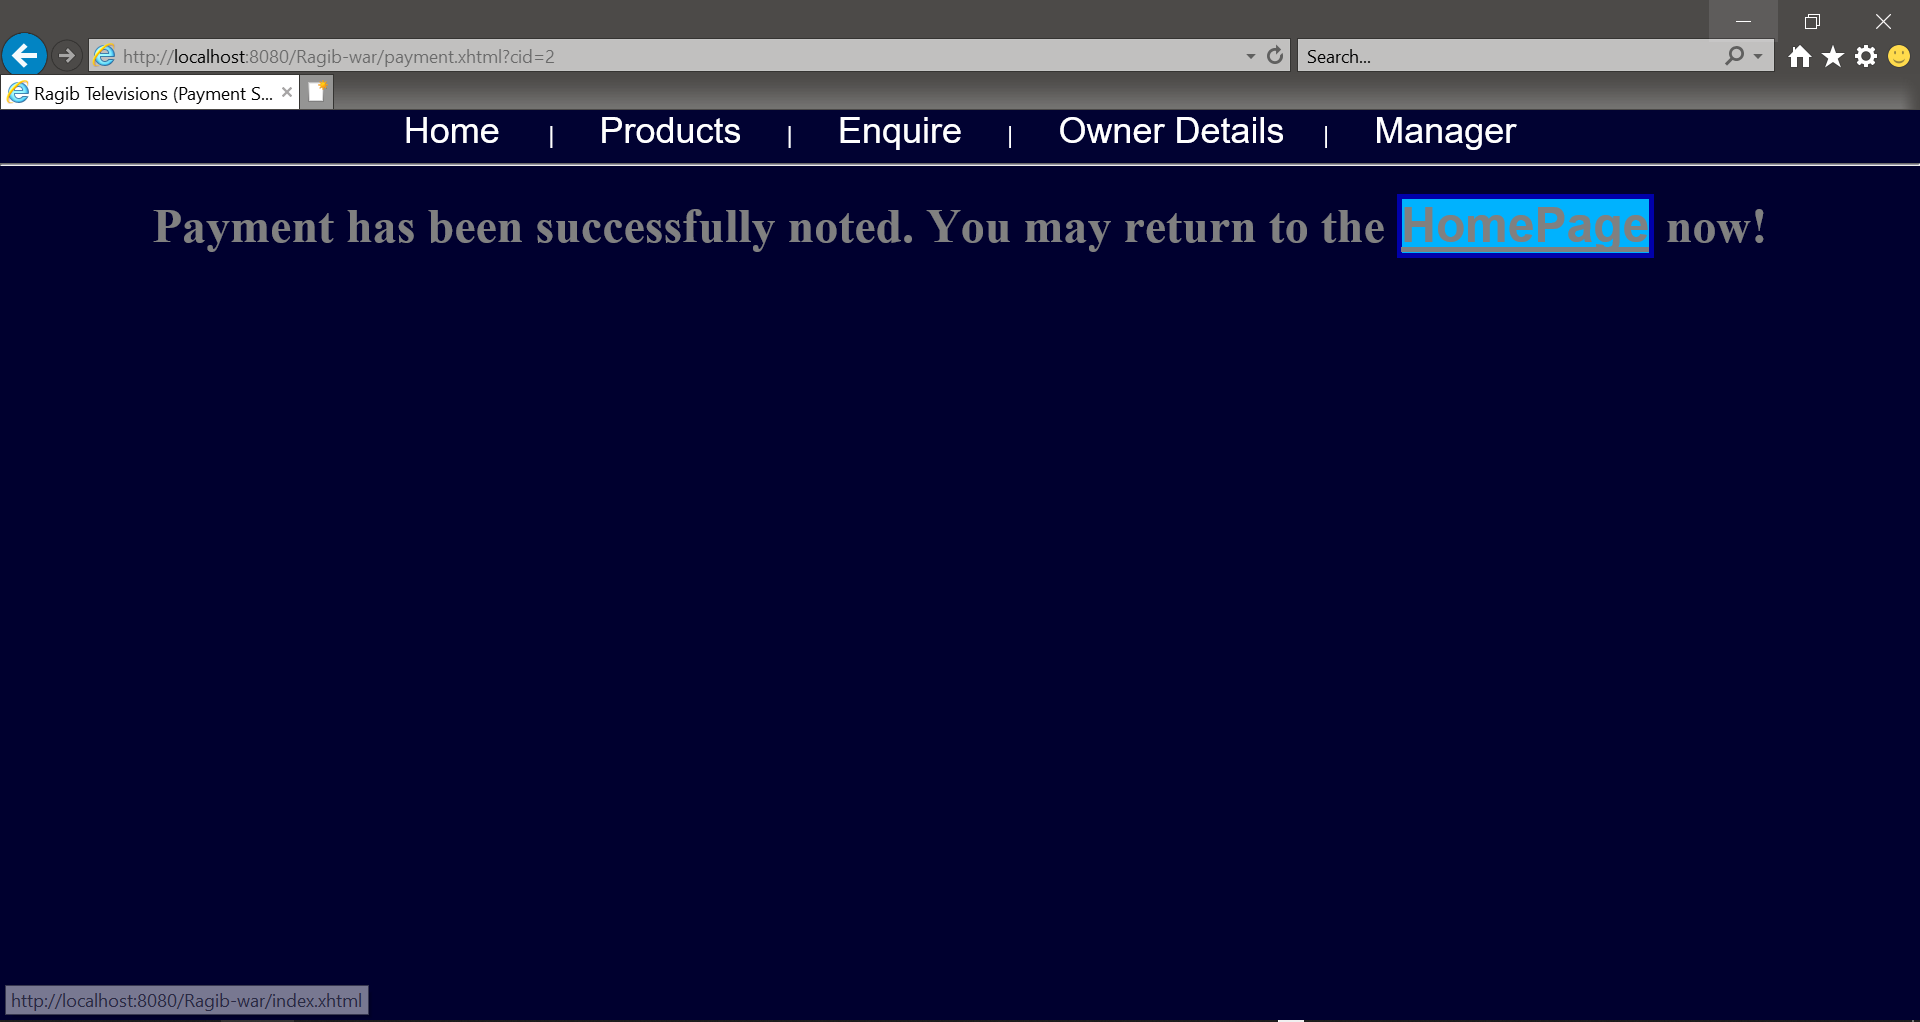 http://localhost:8080/Ragib-war/payment.xhtml?cid=2
Search...
Ragib Televisions (Payment S...
Home | Products | Enquire | Owner Details | Manager
Payment has been successfully noted. You may return to the HomePage now!
http://localhost:8080/Ragib-war/index.xhtml